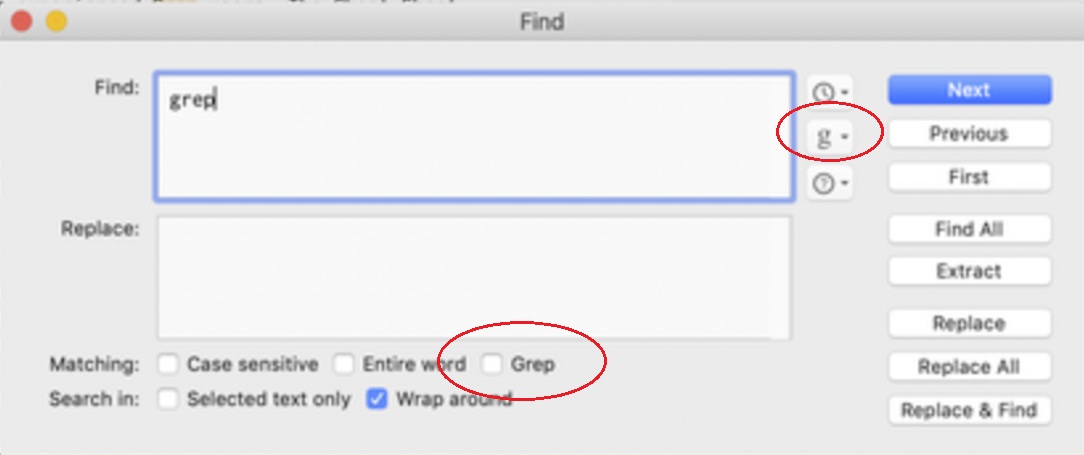 Find
Find: grep g Next
Previous
First
Replace: Find All
Extract
Replace
Matching: Case sensitive Entire word Grep Replace All
Search in: Selected text only Wrap around Replace & Find